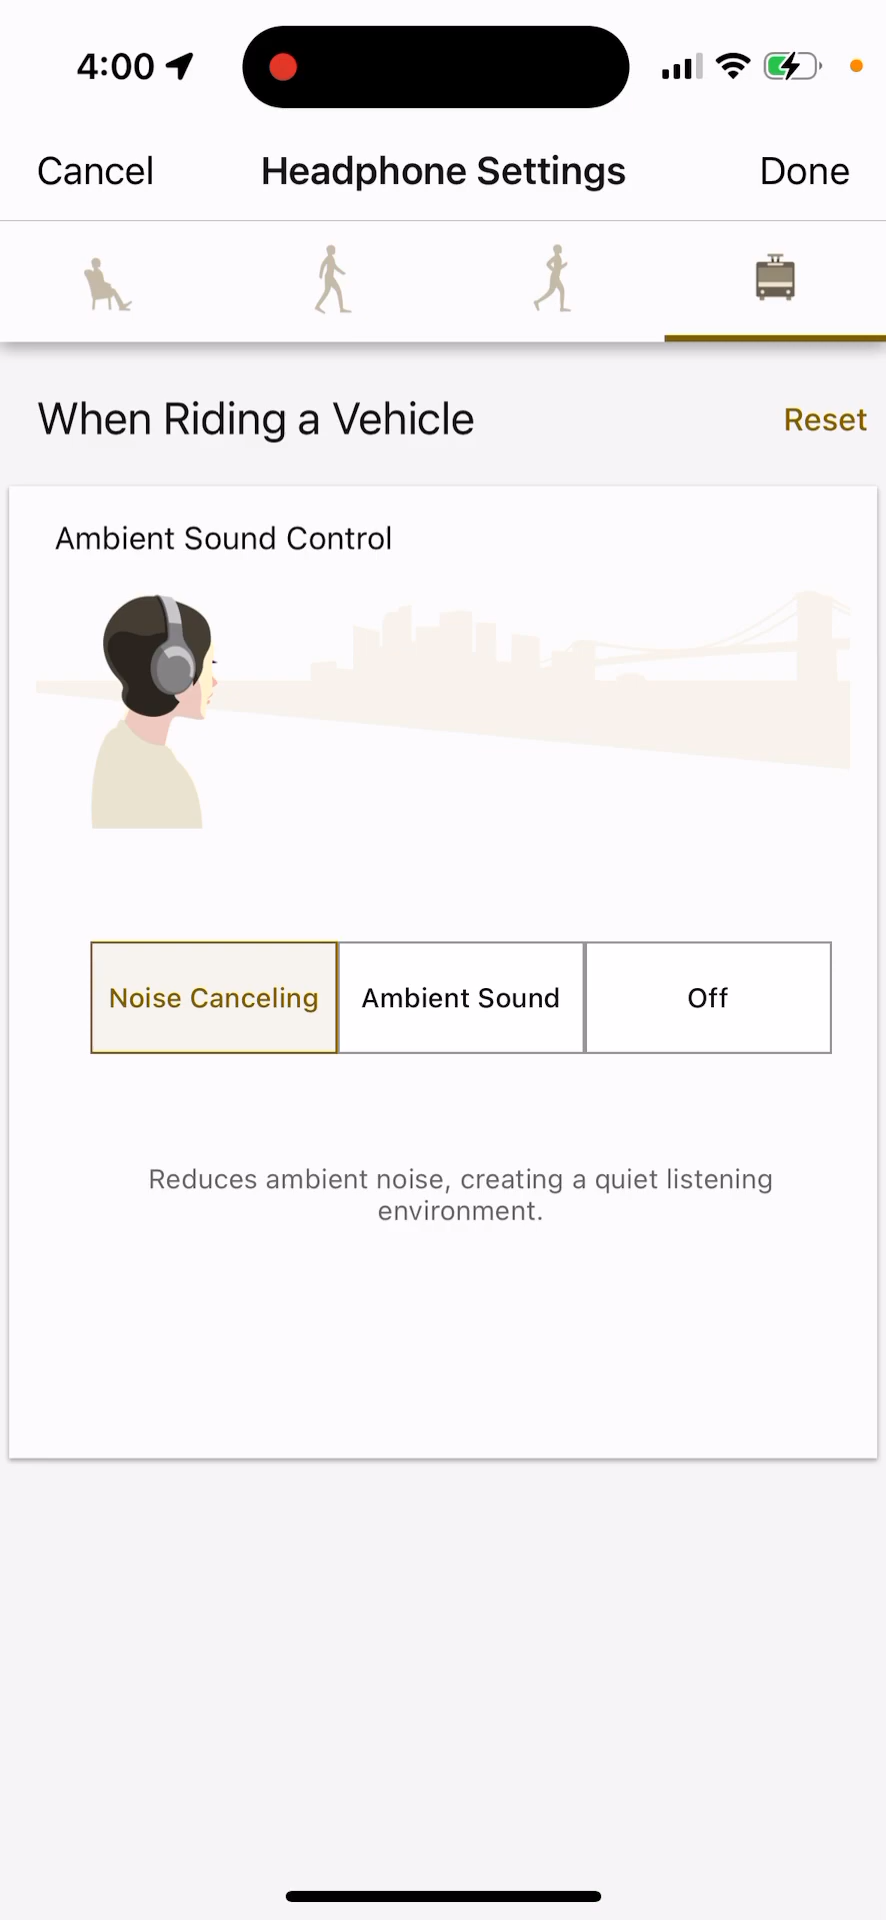 4:00
Cancel
Headphone Settings
Done
When Riding a Vehicle
Reset
Ambient Sound Control
Noise Canceling
Ambient Sound
Off
Reduces ambient noise, creating a quiet listening
environment.